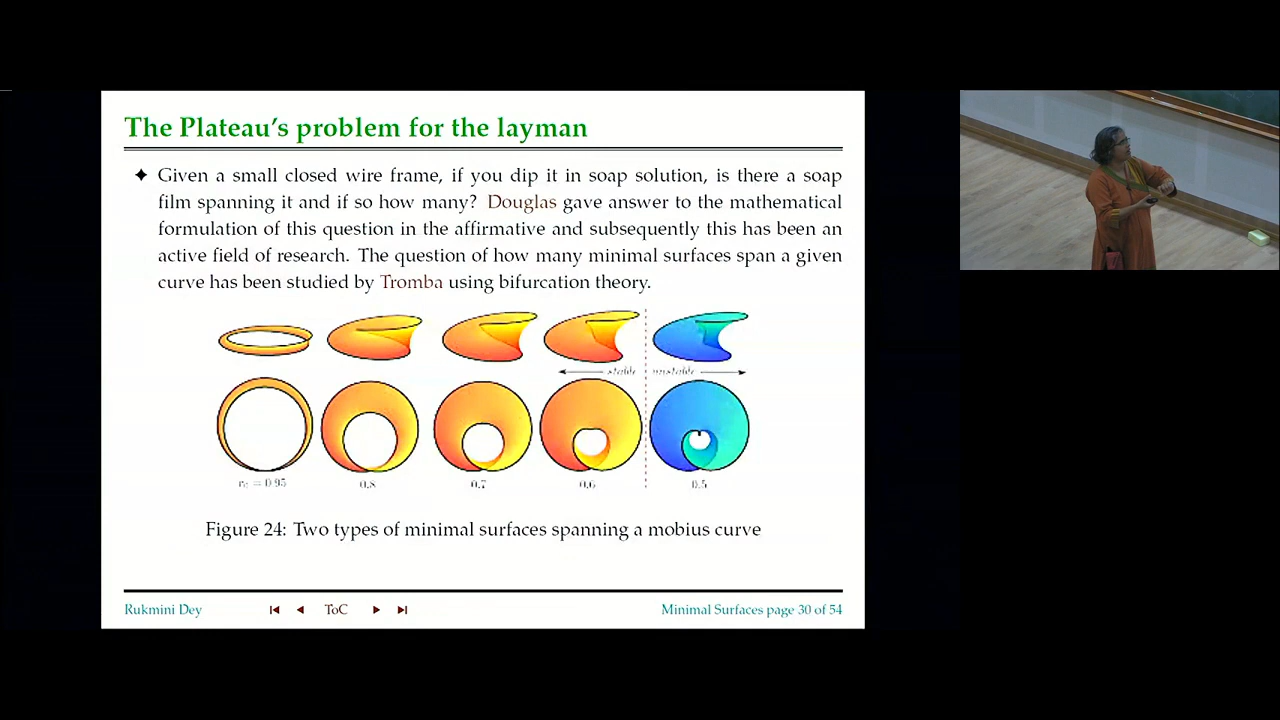 The Plateau's problem for the layman
✦ Given a small closed wire frame, if you dip it in soap solution, is there a soap
film spanning it and if so how many? Douglas gave answer to the mathematical
formulation of this question in the affirmative and subsequently this has been an
active field of research. The question of how many minimal surfaces span a given
curve has been studied by Tromba using bifurcation theory.
stable unstable
= 0.95 0.8 0.7 0.6 0.5
Figure 24: Two types of minimal surfaces spanning a mobius curve
Rukmini Dey ToC Minimal Surfaces page 30 of 54